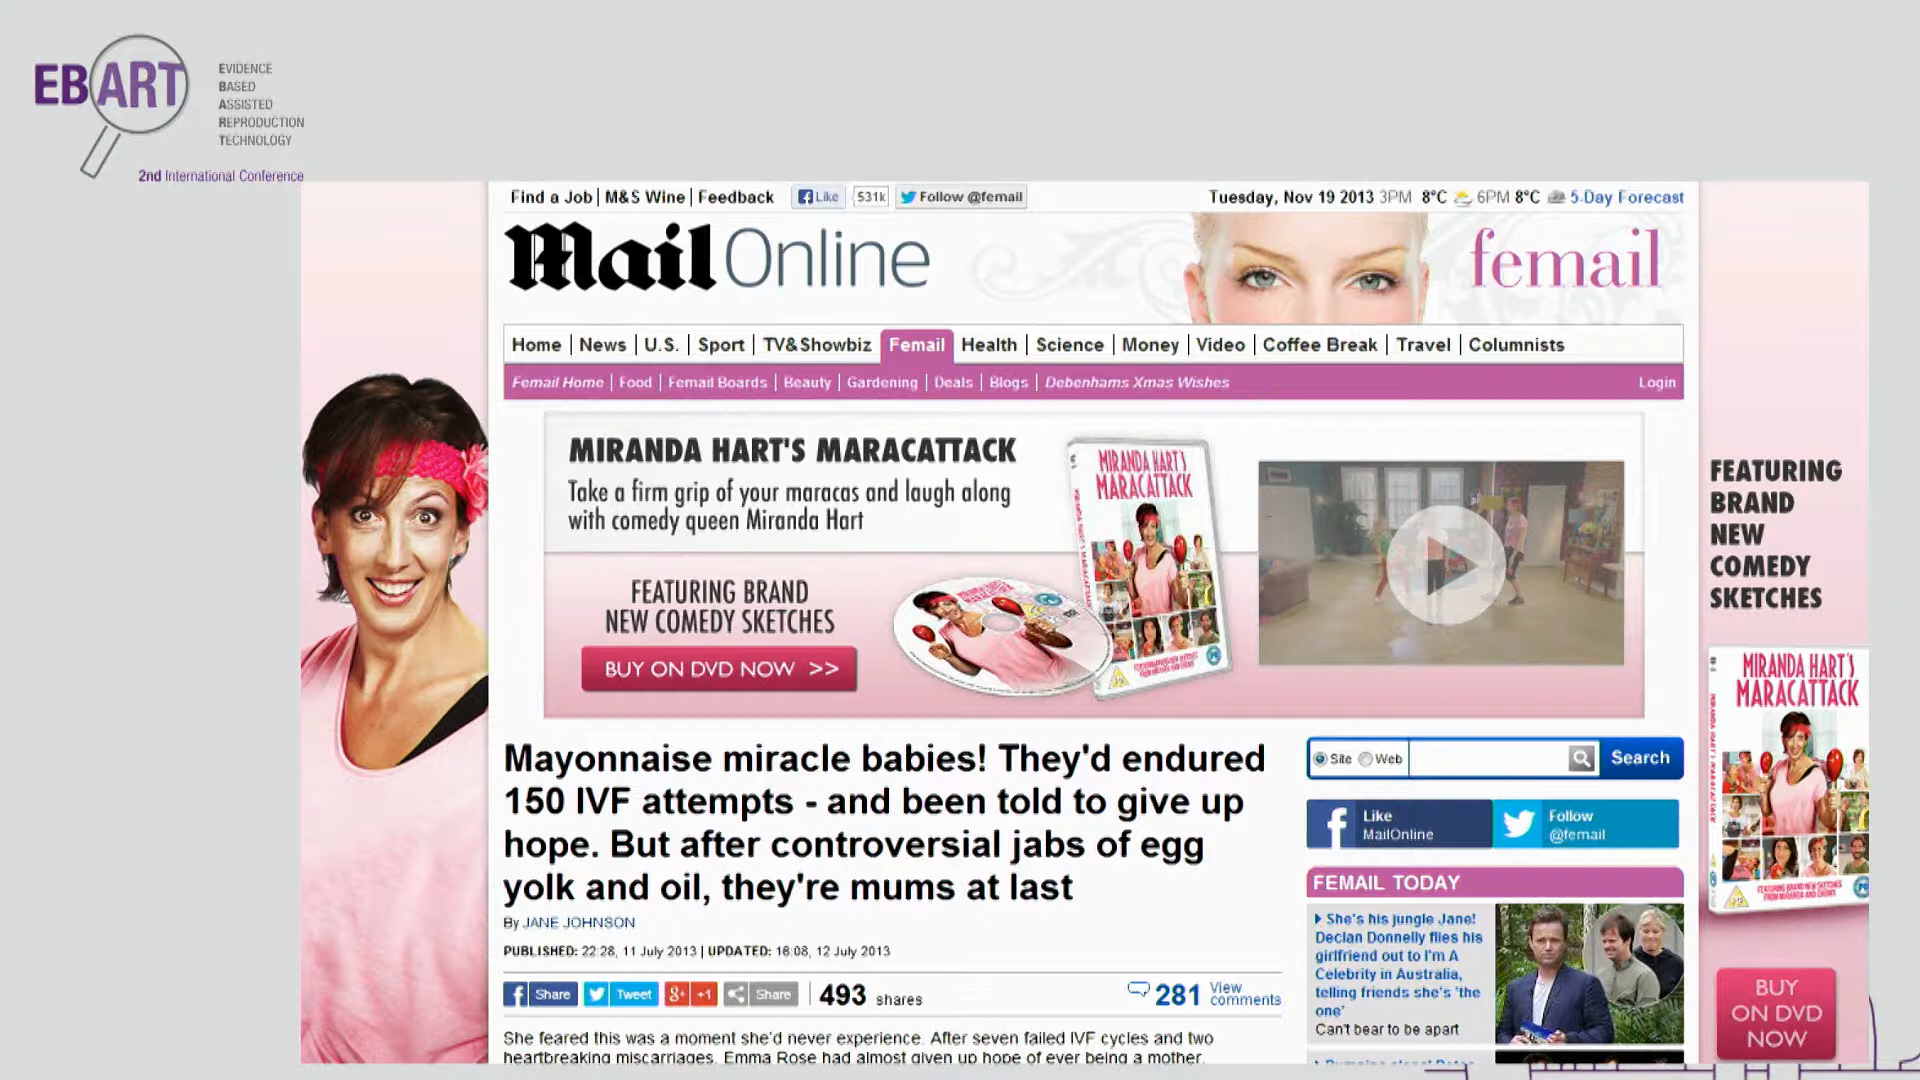 EBART
EVIDENCE
BASED
ASSISTED
REPRODUCTION
TECHNOLOGY
2nd International Conference
Find a Job | M&S Wine | Feedback Like 531k Follow @femail Tuesday, Nov 19 2013 3PM 8°C 6PM 8°C 5-Day Forecast
Mail Online femail
Home | News | U.S. | Sport | TV&Showbiz | Femail | Health | Science | Money | Video | Coffee Break | Travel | Columnists
Femail Home | Food | Femail Boards | Beauty | Gardening | Deals | Blogs | Debenhams Xmas Wishes Login
MIRANDA HART'S MARACATTACK
Take a firm grip of your maracas and laugh along
with comedy queen Miranda Hart
FEATURING BRAND
NEW COMEDY SKETCHES
BUY ON DVD NOW >>
MIRANDA HART'S
MARACATTACK
FEATURING
BRAND
NEW
COMEDY
SKETCHES
MIRANDA HART'S
MARACATTACK
FEATURING BRAND NEW SKETCHES
BUY
ON DVD
NOW
Mayonnaise miracle babies! They'd endured
150 IVF attempts - and been told to give up
hope. But after controversial jabs of egg
yolk and oil, they're mums at last
By JANE JOHNSON
PUBLISHED: 22:28, 11 July 2013 | UPDATED: 16:08, 12 July 2013
Share Tweet +1 Share 493 shares 281 View comments
She feared this was a moment she'd never experience. After seven failed IVF cycles and two
heartbreaking miscarriages, Emma Rose had almost given up hope of ever being a mother.
Site Web Search
Like
MailOnline
Follow
@femail
FEMAIL TODAY
She's his jungle Jane!
Declan Donnelly flies his
girlfriend out to I'm A
Celebrity in Australia,
telling friends she's 'the
one'
Can't bear to be apart